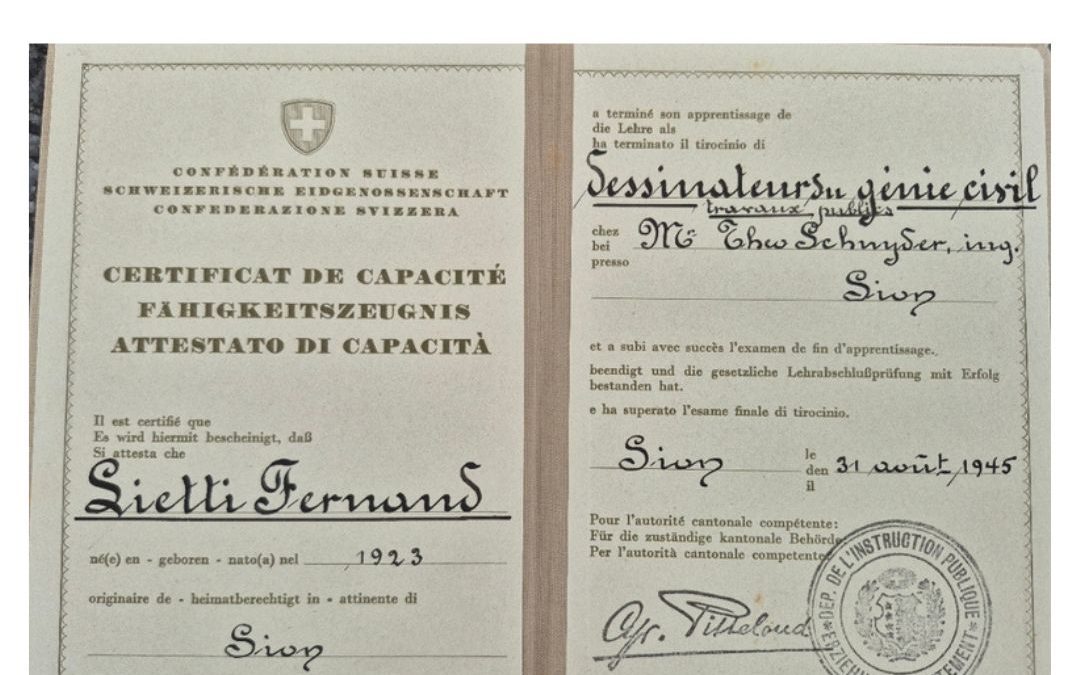 CONFÉDÉRATION SUISSE
SCHWEIZERISCHE EIDGENOSSENSCHAFT
CONFEDERAZIONE SVIZZERA
CERTIFICAT DE CAPACITÉ
FÄHIGKEITSZEUGNIS
ATTESTATO DI CAPACITÀ
Il est certifié que
Es wird hiermit bescheinigt, daß
Si attesta che
Lietti Fernand
né(e) en - geboren - nato(a) nel 1923
originaire de - heimatberechtigt in - attinente di
Sion
a terminé son apprentissage de
die Lehre als
ha terminato il tirocinio di
Dessinateur du génie civil
travaux publics
chez
bei Mr Theo Schnyder, ing.
presso
Sion
et a subi avec succès l'examen de fin d'apprentissage.
beendigt und die gesetzliche Lehrabschlußprüfung mit Erfolg
bestanden hat.
e ha superato l'esame finale di tirocinio.
Sion le
den 31 août 1945
il
Pour l'autorité cantonale compétente:
Für die zuständige kantonale Behörde
Per l'autorità cantonale competente
Cyr. Pitteloud
DEP. DE L'INSTRUCTION PUBLIQUE